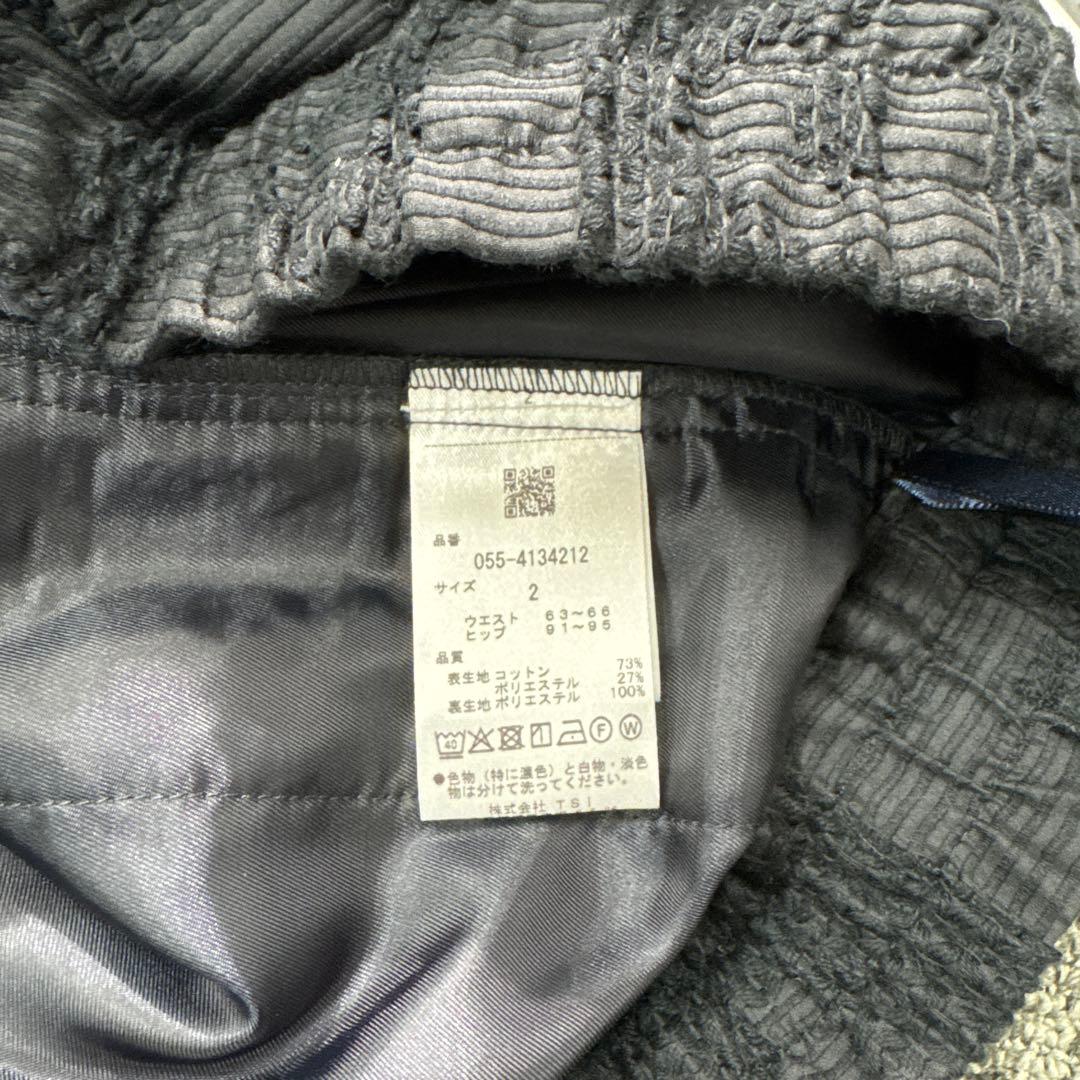 2
品番
055-4134212
サイズ
2
ウエスト 63~66
ヒップ 91~95
品質
表生地 コットン 73%
ポリエステル 27%
裏生地 ポリエステル 100%
40 F W
●色物（特に濃色）と白物・淡色
物は分けて洗ってください。
株式会社 TSI